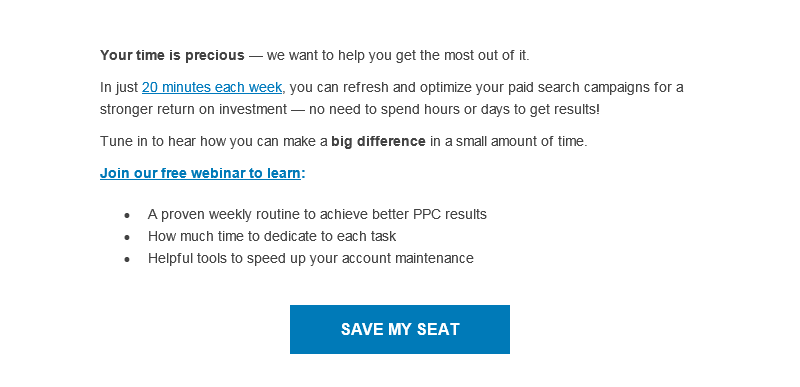 Your time is precious — we want to help you get the most out of it.
In just 20 minutes each week, you can refresh and optimize your paid search campaigns for a
stronger return on investment — no need to spend hours or days to get results!
Tune in to hear how you can make a big difference in a small amount of time.
Join our free webinar to learn:
• A proven weekly routine to achieve better PPC results
• How much time to dedicate to each task
• Helpful tools to speed up your account maintenance
SAVE MY SEAT